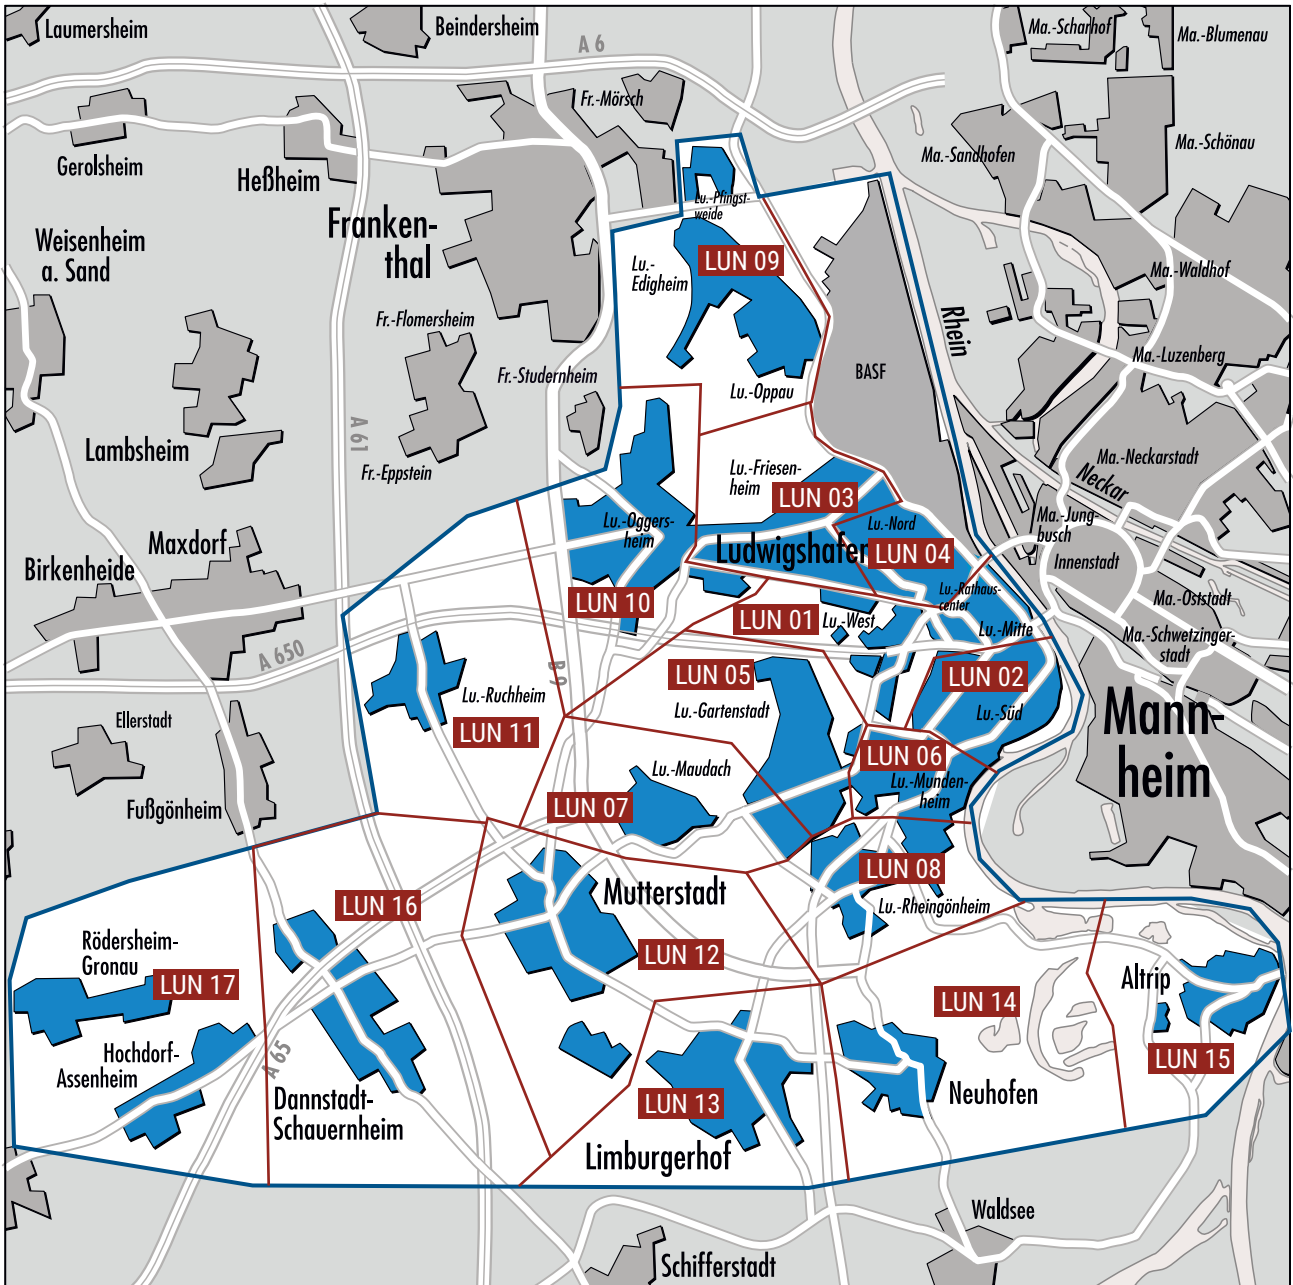 Laumersheim
Beindersheim
A 6
Ma.-Scharhof
Ma.-Blumenau
Fr.-Mörsch
Gerolsheim
Heßheim
Ma.-Sandhofen
Ma.-Schönau
Lu.-Pfingst-
weide
Franken-
thal
Weisenheim
a. Sand
Lu.-
Edigheim
LUN 09
Ma.-Waldhof
Rhein
Fr.-Flomersheim
Fr.-Studernheim
Lu.-Oppau
BASF
Ma.-Luzenberg
A 61
Lambsheim
Fr.-Eppstein
Lu.-Friesen-
heim
LUN 03
Ma.-Neckarstadt
Neckar
Ma.-Jung-
busch
Innenstadt
Lu.-Oggers-
heim
Lu.-Nord
Ludwigshafen
LUN 04
Maxdorf
Birkenheide
LUN 10
LUN 01
Lu.-West
Lu.-Rathaus-
center
Lu.-Mitte
Ma.-Oststadt
Ma.-Schwetzinger-
stadt
A 650
B 9
LUN 05
LUN 02
Lu.-Ruchheim
Lu.-Gartenstadt
Lu.-Süd
Ellerstadt
LUN 11
Mann-
heim
LUN 06
Lu.-Maudach
Lu.-Munden-
heim
Fußgönheim
LUN 07
LUN 08
Mutterstadt
LUN 16
Lu.-Rheingönheim
Rödersheim-
Gronau
LUN 17
LUN 12
Altrip
LUN 14
Hochdorf-
Assenheim
A 65
LUN 15
Dannstadt-
Schauernheim
LUN 13
Neuhofen
Limburgerhof
Waldsee
Schifferstadt